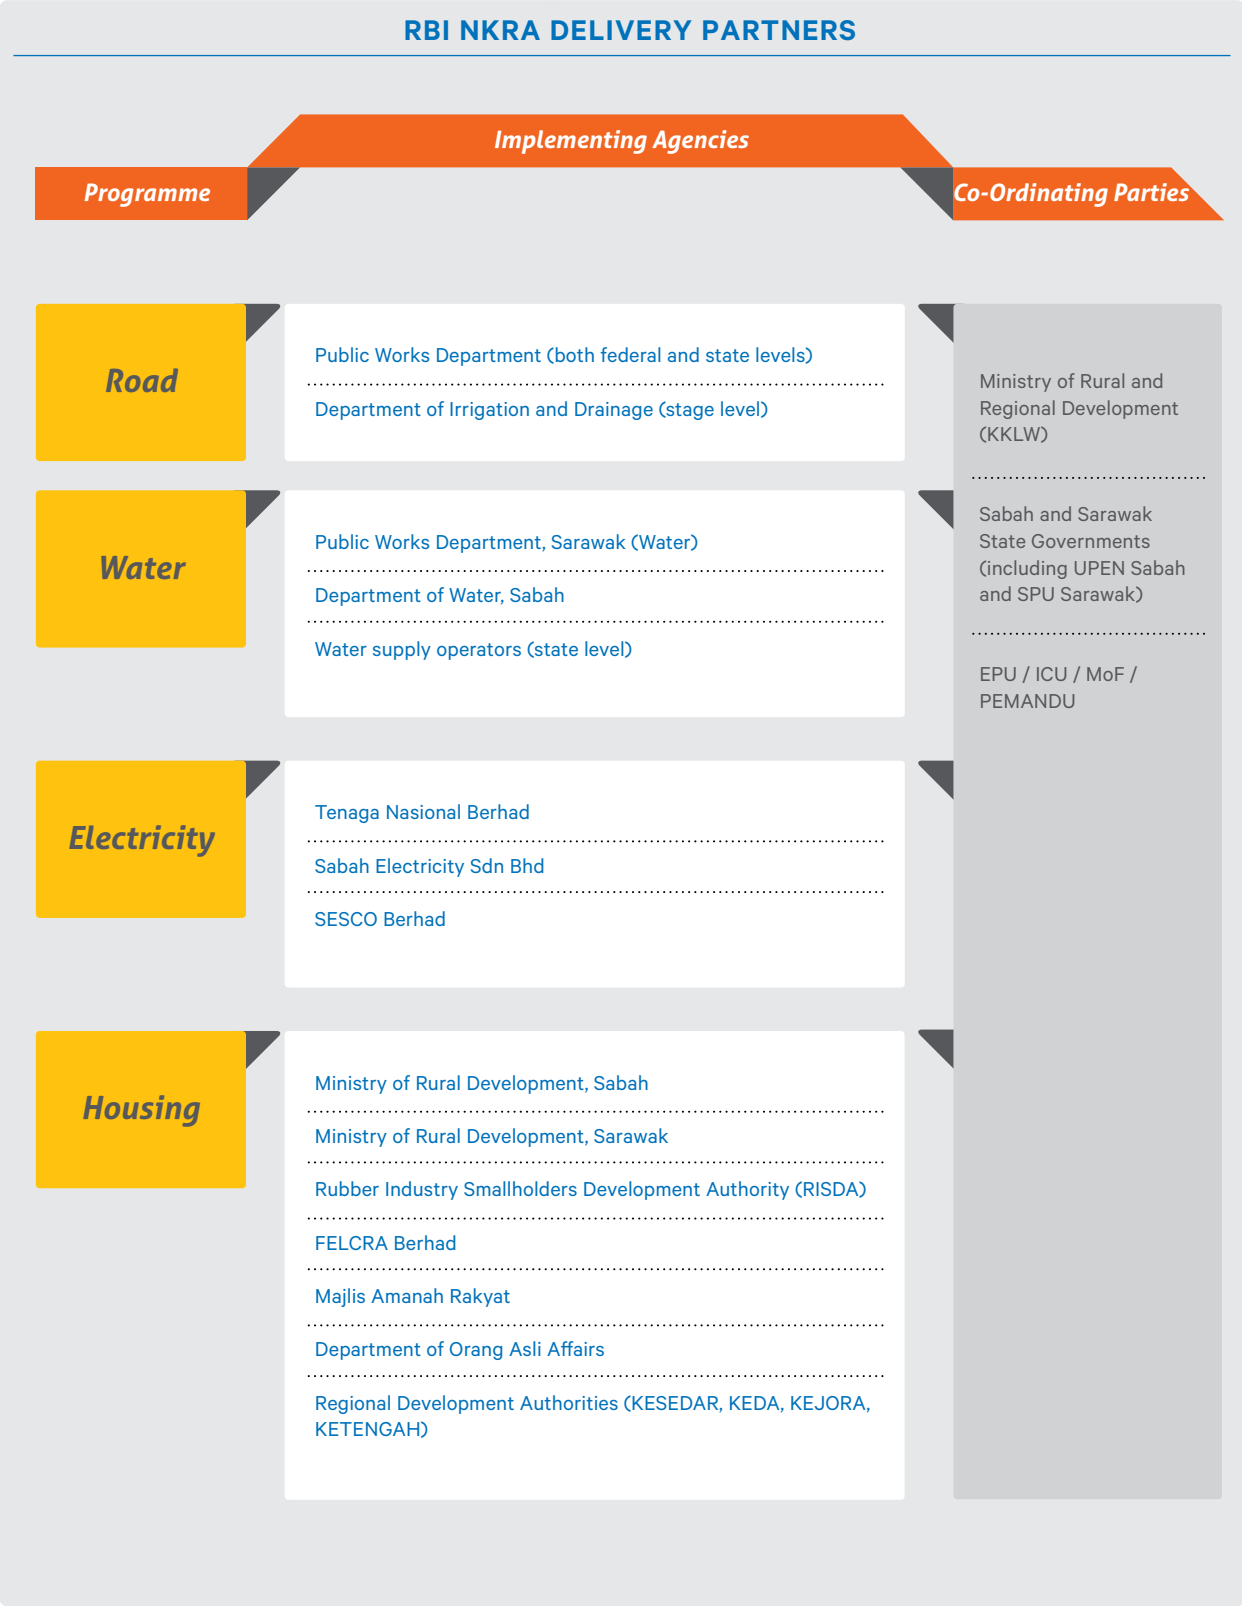 RBI NKRA DELIVERY PARTNERS
Implementing Agencies
Programme
Co-Ordinating Parties
Road
Public Works Department (both federal and state levels)
Department of Irrigation and Drainage (stage level)
Water
Public Works Department, Sarawak (Water)
Department of Water, Sabah
Water supply operators (state level)
Electricity
Tenaga Nasional Berhad
Sabah Electricity Sdn Bhd
SESCO Berhad
Housing
Ministry of Rural Development, Sabah
Ministry of Rural Development, Sarawak
Rubber Industry Smallholders Development Authority (RISDA)
FELCRA Berhad
Majlis Amanah Rakyat
Department of Orang Asli Affairs
Regional Development Authorities (KESEDAR, KEDA, KEJORA,
KETENGAH)
Ministry of Rural and
Regional Development
(KKLW)
Sabah and Sarawak
State Governments
(including UPEN Sabah
and SPU Sarawak)
EPU / ICU / MoF /
PEMANDU